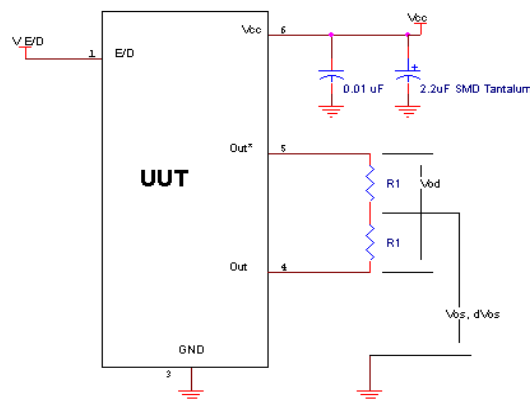 Vcc
V E/D
1
E/D
Vcc
6
0.01 uF
2.2uF SMD Tantalum
+
Out*
5
R1
Vod
UUT
R1
Out
4
Vos, dVos
GND
3